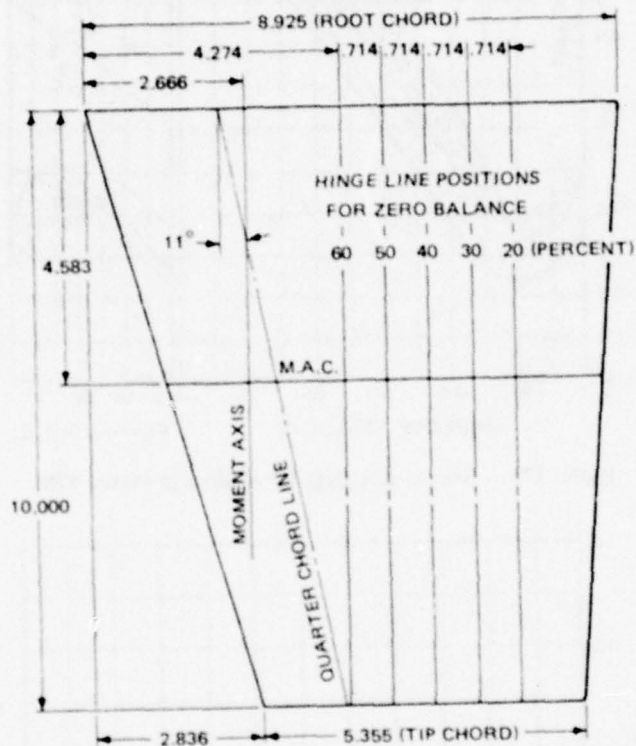 8.925 (ROOT CHORD)
4.274
.714 .714 .714 .714
2.666
HINGE LINE POSITIONS
FOR ZERO BALANCE
11°
60 50 40 30 20 (PERCENT)
4.583
M.A.C.
MOMENT AXIS
QUARTER CHORD LINE
10.000
2.836
5.355 (TIP CHORD)